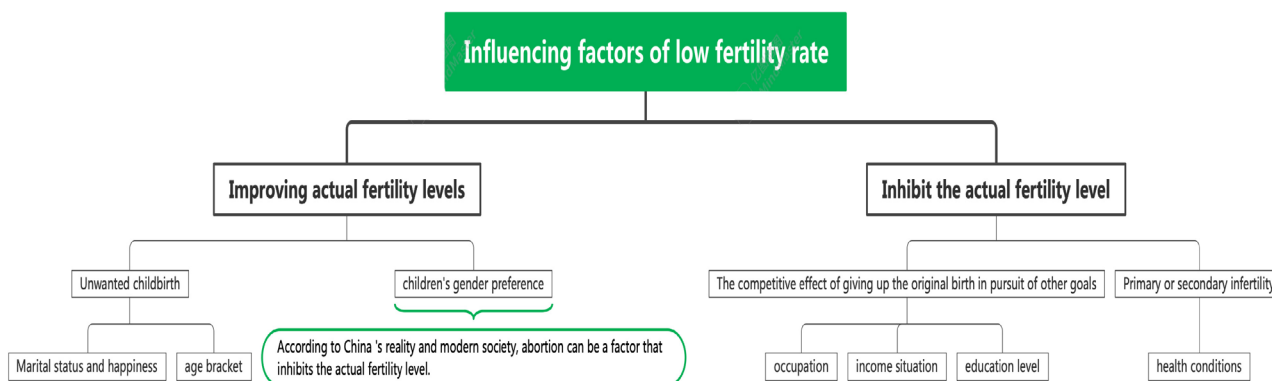 Influencing factors of low fertility rate
Improving actual fertility levels
Inhibit the actual fertility level
Unwanted childbirth
children's gender preference
The competitive effect of giving up the original birth in pursuit of other goals
Primary or secondary infertility
Marital status and happiness
age bracket
According to China 's reality and modern society, abortion can be a factor that
inhibits the actual fertility level.
occupation
income situation
education level
health conditions